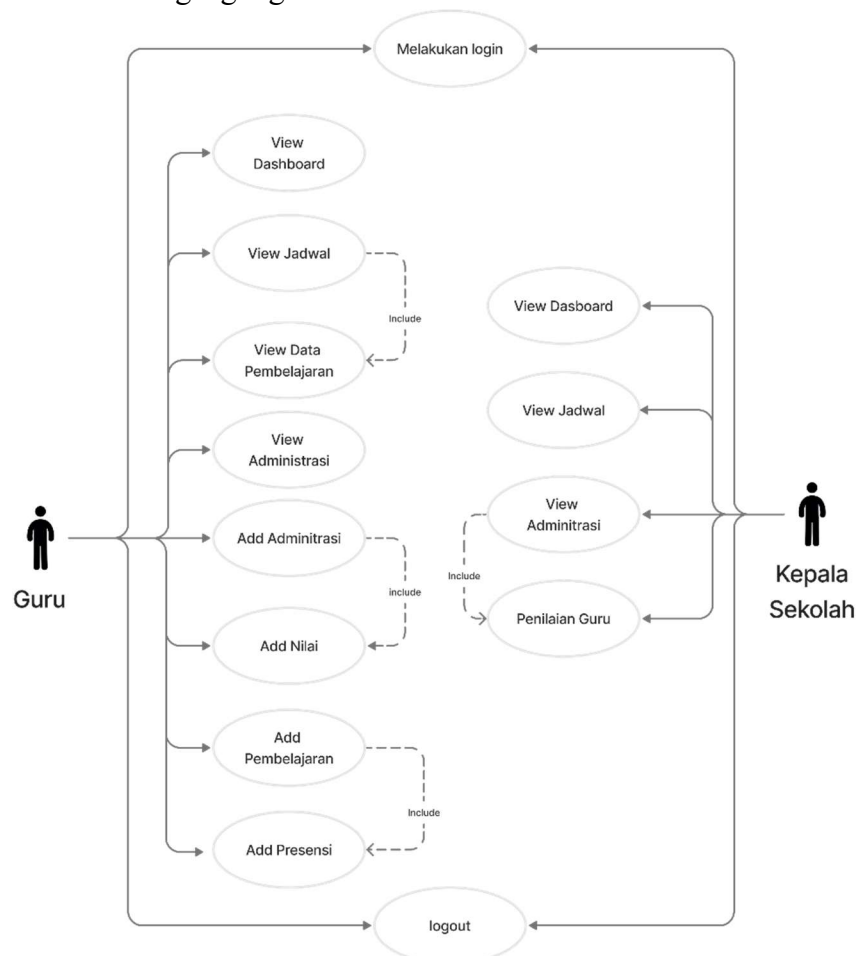 Melakukan login
View
Dashboard
View Jadwal
Include
View Data
Pembelajaran
View
Administrasi
Add Adminitrasi
include
Add Nilai
Add
Pembelajaran
Include
Add Presensi
Guru
View Dasboard
View Jadwal
View
Adminitrasi
Include
Penilaian Guru
Kepala
Sekolah
logout